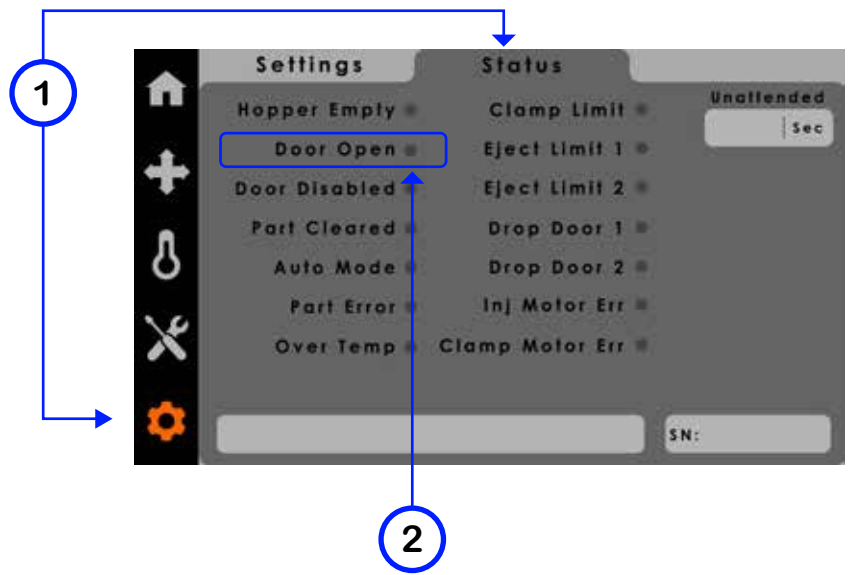 1
Settings
Status
Hopper Empty
Clamp Limit
Unattended
Sec
Door Open
Eject Limit 1
Door Disabled
Eject Limit 2
Part Cleared
Drop Door 1
Auto Mode
Drop Door 2
Part Error
Inj Motor Err
Over Temp
Clamp Motor Err
SN:
2